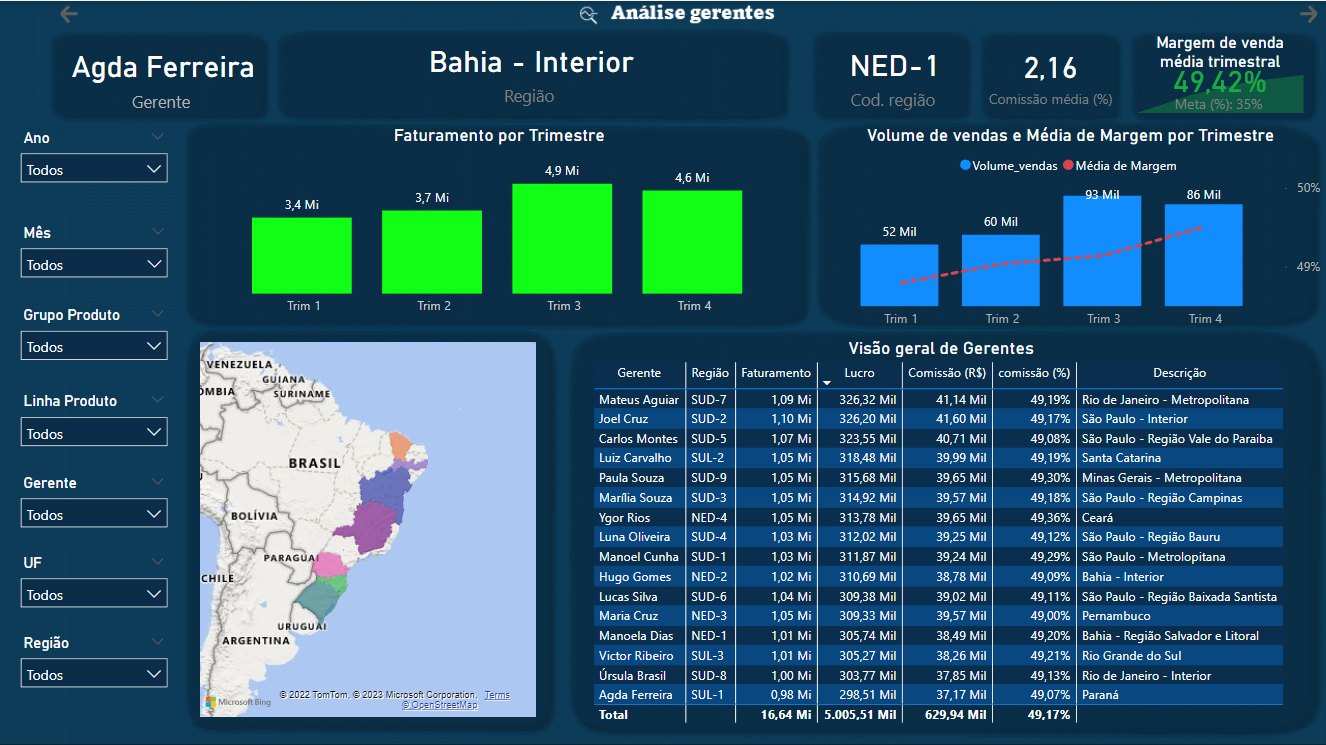 Análise gerentes
Agda Ferreira
Gerente
Bahia - Interior
Região
NED-1
Cod. região
2,16
Comissão média (%)
Margem de venda
média trimestral
49,42%
Meta (%): 35%
Ano
Todos
Mês
Todos
Grupo Produto
Todos
Linha Produto
Todos
Gerente
Todos
UF
Todos
Região
Todos
Faturamento por Trimestre
3,4 Mi
3,7 Mi
4,9 Mi
4,6 Mi
Trim 1
Trim 2
Trim 3
Trim 4
Volume de vendas e Média de Margem por Trimestre
Volume_vendas Média de Margem
52 Mil
60 Mil
93 Mil
86 Mil
50%
49%
Trim 1
Trim 2
Trim 3
Trim 4
VENEZUELA
GUIANA
SURINAME
ÔMBIA
BRASIL
BOLÍVIA
PARAGUAI
CHILE
URUGUAI
ARGENTINA
Microsoft Bing
© 2022 TomTom, © 2023 Microsoft Corporation, Terms
© OpenStreetMap
Visão geral de Gerentes
Gerente Região Faturamento Lucro Comissão (R$) comissão (%) Descrição
Mateus Aguiar SUD-7 1,09 Mi 326,32 Mil 41,14 Mil 49,19% Rio de Janeiro - Metropolitana
Joel Cruz SUD-2 1,10 Mi 326,20 Mil 41,60 Mil 49,17% São Paulo - Interior
Carlos Montes SUD-5 1,07 Mi 323,55 Mil 40,71 Mil 49,08% São Paulo - Região Vale do Paraiba
Luiz Carvalho SUL-2 1,05 Mi 318,48 Mil 39,99 Mil 49,19% Santa Catarina
Paula Souza SUD-9 1,05 Mi 315,68 Mil 39,65 Mil 49,30% Minas Gerais - Metropolitana
Marília Souza SUD-3 1,05 Mi 314,92 Mil 39,57 Mil 49,18% São Paulo - Região Campinas
Ygor Rios NED-4 1,05 Mi 313,78 Mil 39,65 Mil 49,36% Ceará
Luna Oliveira SUD-4 1,03 Mi 312,02 Mil 39,25 Mil 49,12% São Paulo - Região Bauru
Manoel Cunha SUD-1 1,03 Mi 311,87 Mil 39,24 Mil 49,29% São Paulo - Metrolopitana
Hugo Gomes NED-2 1,02 Mi 310,69 Mil 38,78 Mil 49,09% Bahia - Interior
Lucas Silva SUD-6 1,04 Mi 309,38 Mil 39,02 Mil 49,11% São Paulo - Região Baixada Santista
Maria Cruz NED-3 1,05 Mi 309,33 Mil 39,57 Mil 49,00% Pernambuco
Manoela Dias NED-1 1,01 Mi 305,74 Mil 38,49 Mil 49,20% Bahia - Região Salvador e Litoral
Victor Ribeiro SUL-3 1,01 Mi 305,27 Mil 38,26 Mil 49,21% Rio Grande do Sul
Úrsula Brasil SUD-8 1,00 Mi 303,77 Mil 37,85 Mil 49,13% Rio de Janeiro - Interior
Agda Ferreira SUL-1 0,98 Mi 298,51 Mil 37,17 Mil 49,07% Paraná
Total 16,64 Mi 5.005,51 Mil 629,94 Mil 49,17%